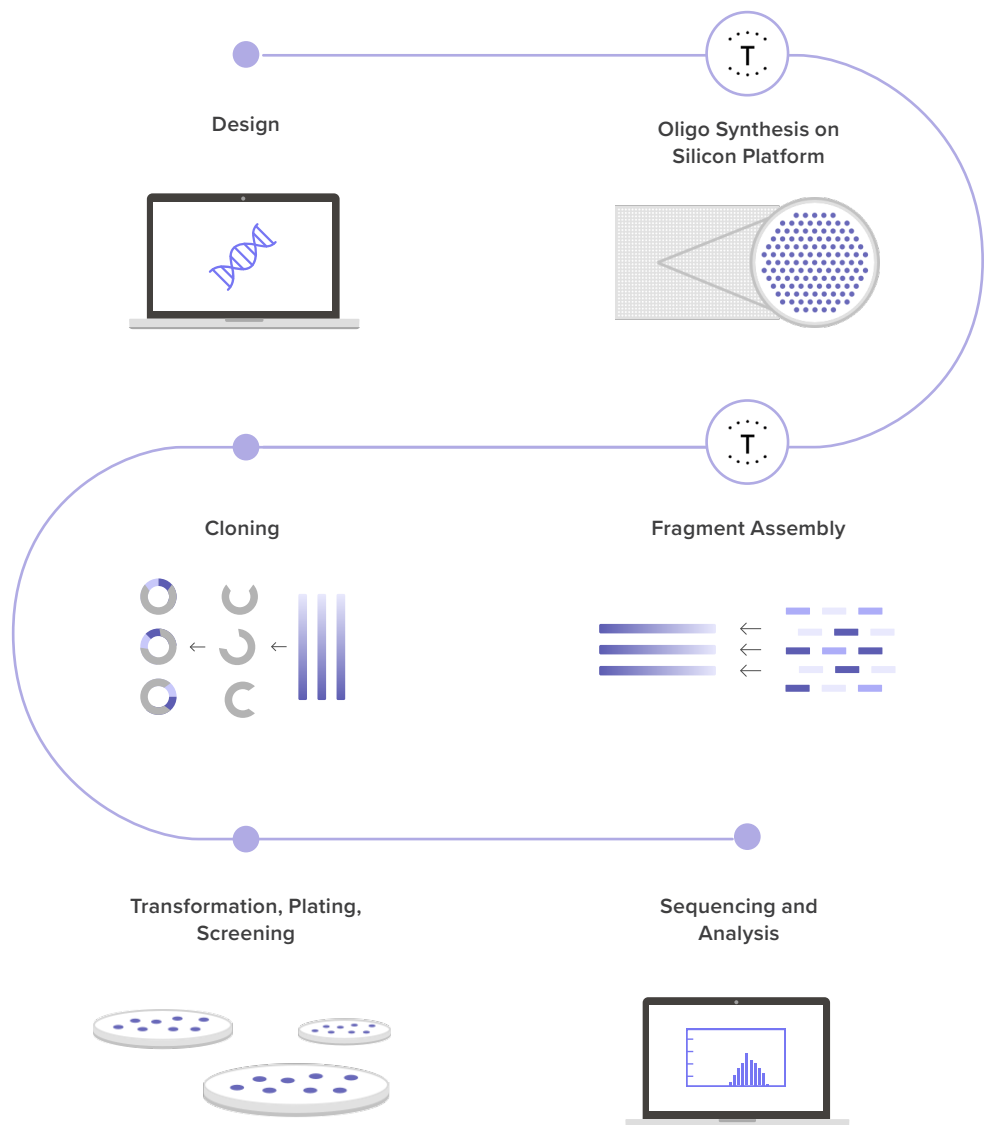 T
Design
Oligo Synthesis on
Silicon Platform
T
Cloning
Fragment Assembly
Transformation, Plating,
Screening
Sequencing and
Analysis